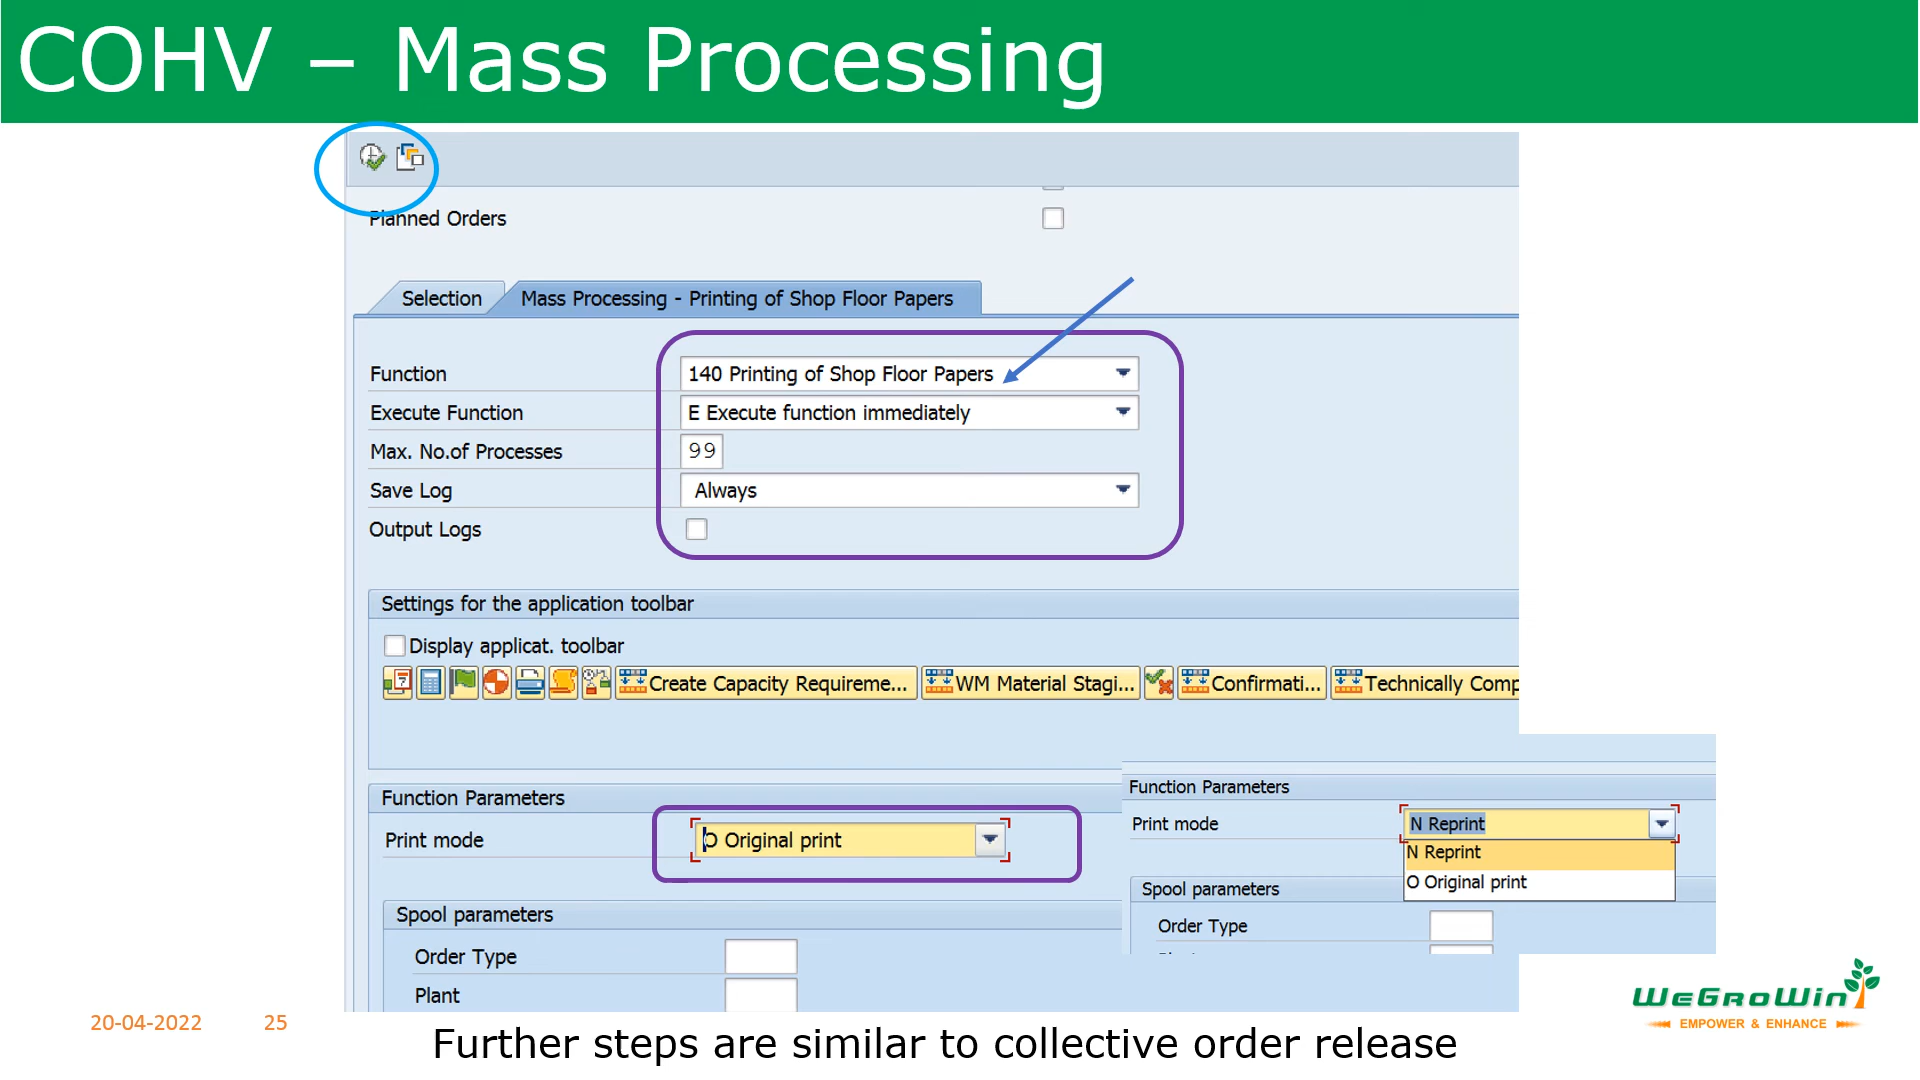 COHV – Mass Processing
Planned Orders
Selection
Mass Processing - Printing of Shop Floor Papers
Function
140 Printing of Shop Floor Papers
Execute Function
E Execute function immediately
Max. No.of Processes
99
Save Log
Always
Output Logs
Settings for the application toolbar
Display applicat. toolbar
Create Capacity Requireme...
WM Material Stagi...
Confirmati...
Technically Comp
Function Parameters
Print mode
O Original print
Spool parameters
Order Type
Plant
Function Parameters
Print mode
N Reprint
N Reprint
O Original print
Spool parameters
Order Type
WeGroWin
EMPOWER & ENHANCE
20-04-2022
25
Further steps are similar to collective order release